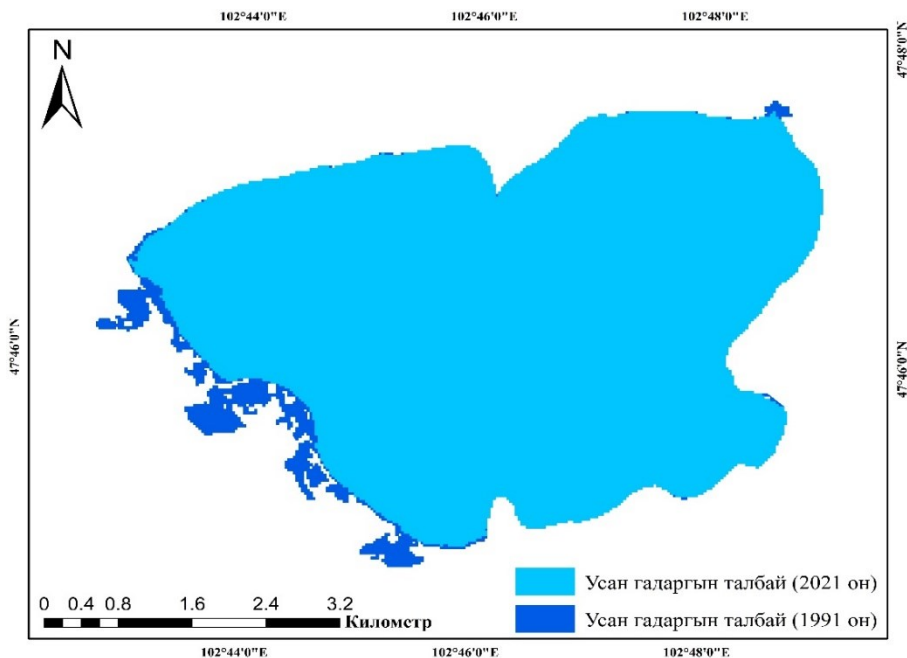 102°44'0"E 102°46'0"E 102°48'0"E
47°48'0"N
N
47°46'0"N
47°46'0"N
Усан гадаргын талбай (2021 он)
Усан гадаргын талбай (1991 он)
0 0.4 0.8 1.6 2.4 3.2
Километр
102°44'0"E 102°46'0"E 102°48'0"E